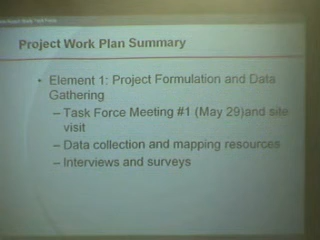 Project Work Plan Summary
• Element 1: Project Formulation and Data
Gathering
– Task Force Meeting #1 (May 29)and site
visit
– Data collection and mapping resources
– Interviews and surveys